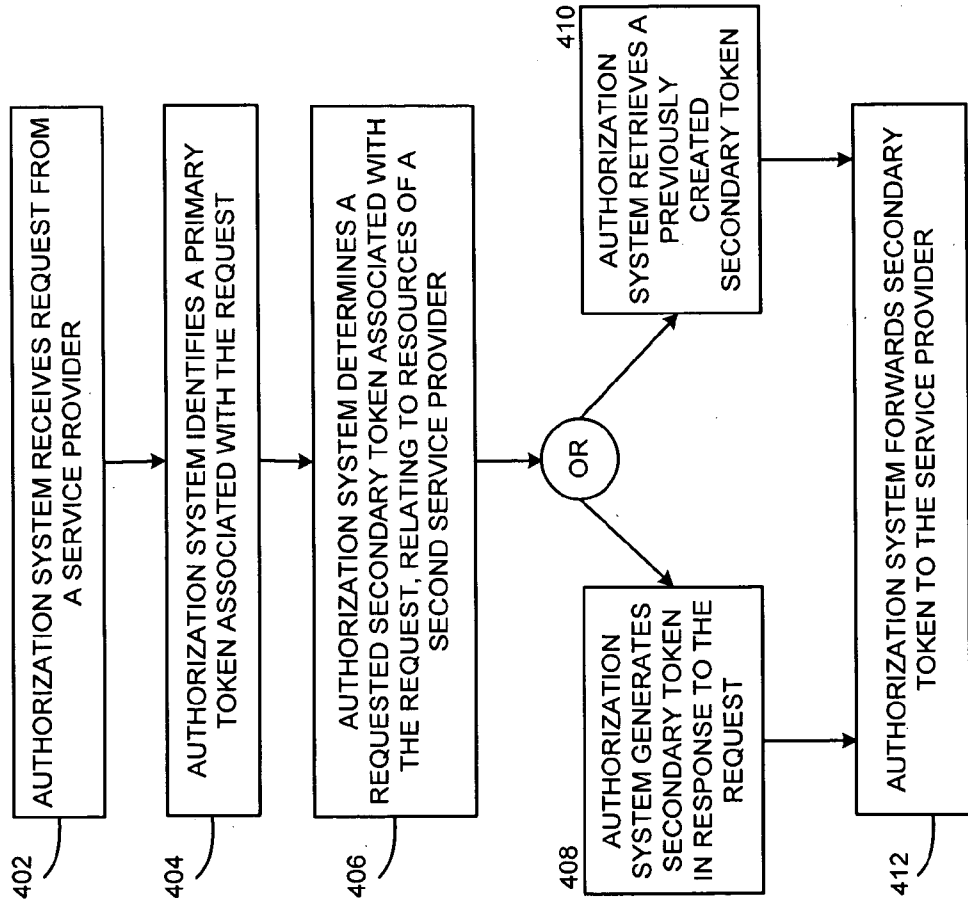 402
AUTHORIZATION SYSTEM RECEIVES REQUEST FROM
A SERVICE PROVIDER
404
AUTHORIZATION SYSTEM IDENTIFIES A PRIMARY
TOKEN ASSOCIATED WITH THE REQUEST
406
AUTHORIZATION SYSTEM DETERMINES A
REQUESTED SECONDARY TOKEN ASSOCIATED WITH
THE REQUEST, RELATING TO RESOURCES OF A
SECOND SERVICE PROVIDER
OR
408
AUTHORIZATION
SYSTEM GENERATES
SECONDARY TOKEN
IN RESPONSE TO THE
REQUEST
410
AUTHORIZATION
SYSTEM RETRIEVES A
PREVIOUSLY
CREATED
SECONDARY TOKEN
412
AUTHORIZATION SYSTEM FORWARDS SECONDARY
TOKEN TO THE SERVICE PROVIDER